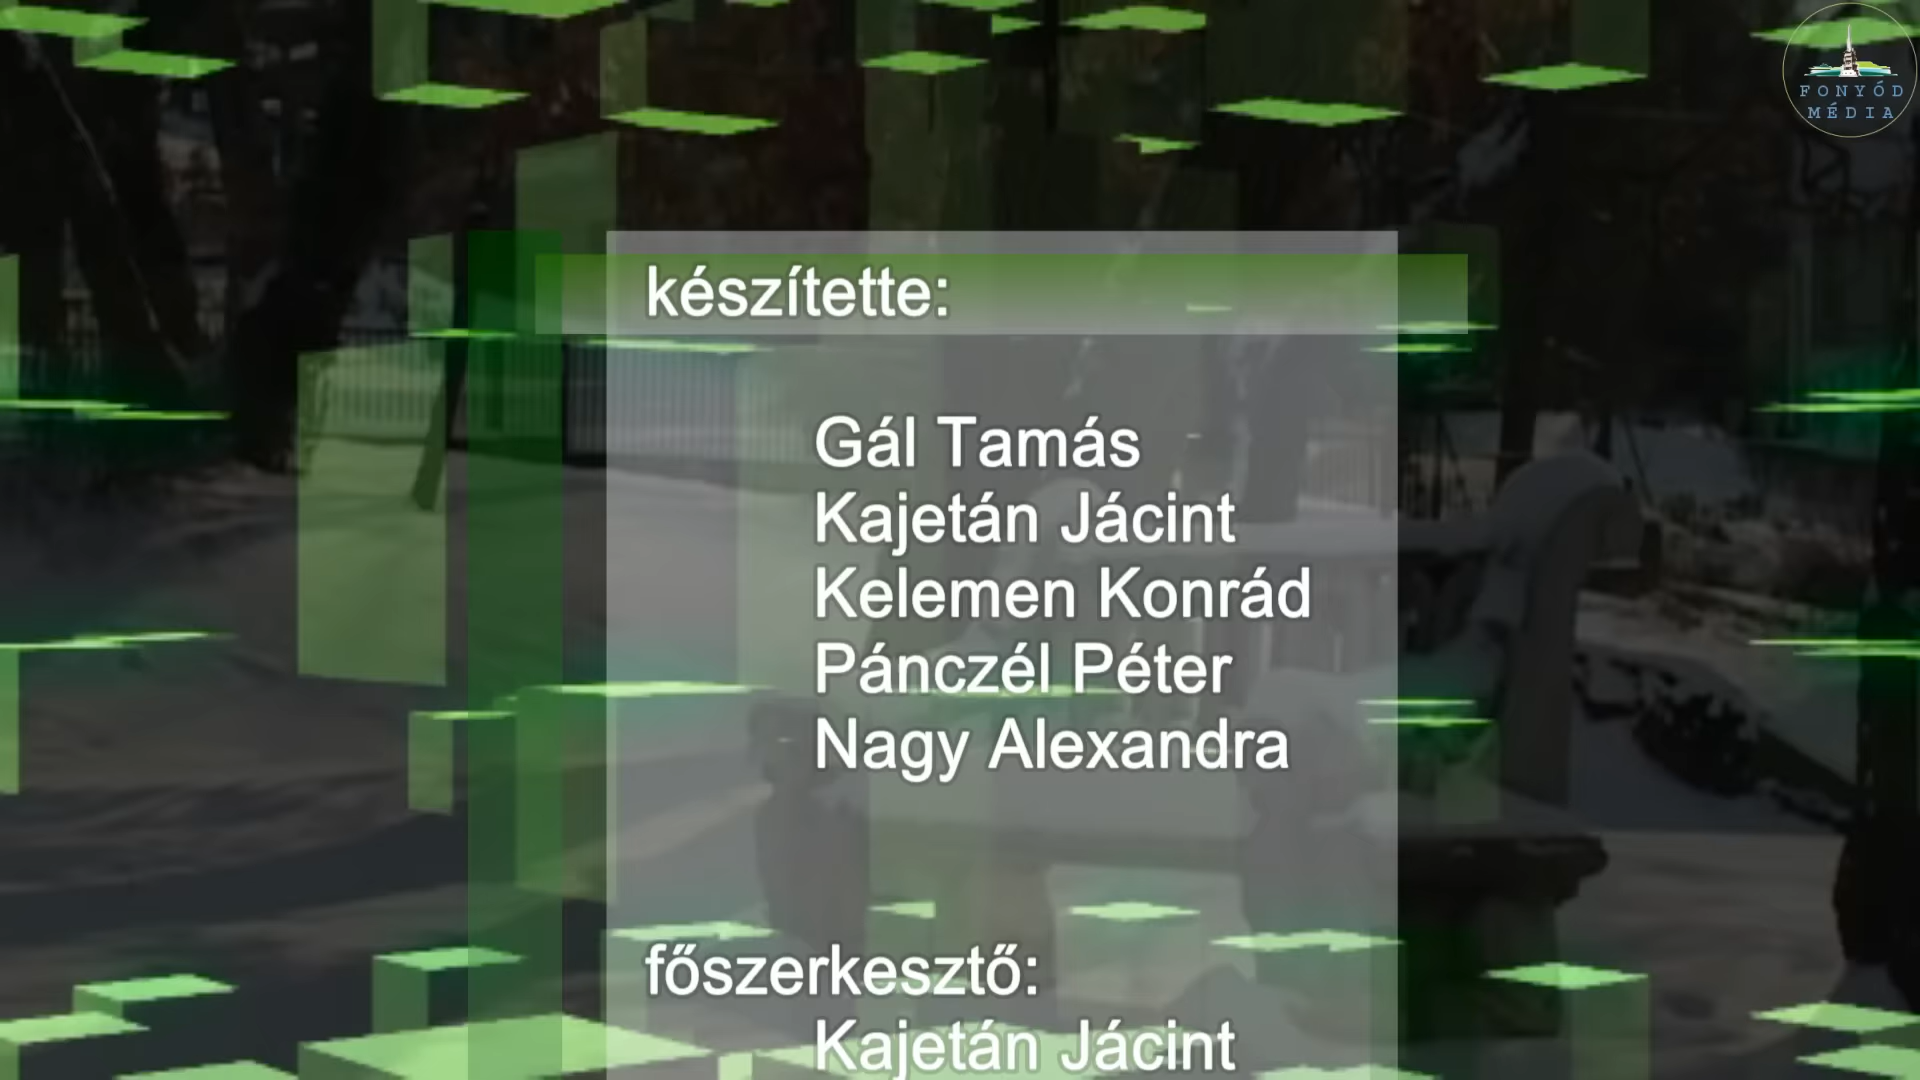 FONYÓD
MÉDIA
készítette:
Gál Tamás
Kajetán Jácint
Kelemen Konrád
Pánczél Péter
Nagy Alexandra
főszerkesztő:
Kajetán Jácint